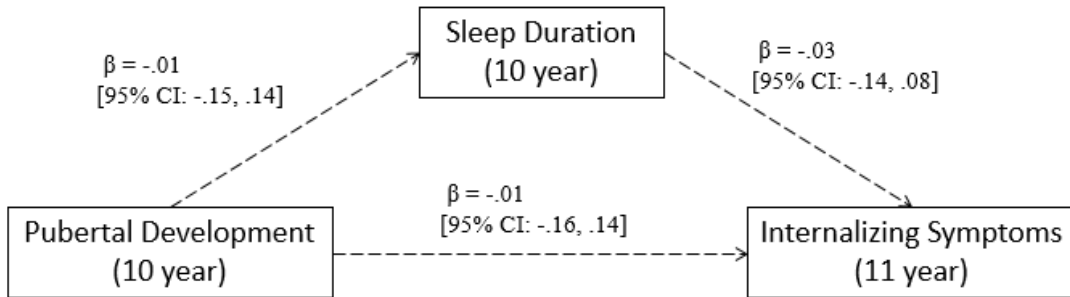 Sleep Duration
(10 year)
β = -.01
[95% CI: -.15, .14]
β = -.03
[95% CI: -.14, .08]
β = -.01
[95% CI: -.16, .14]
Pubertal Development
(10 year)
Internalizing Symptoms
(11 year)